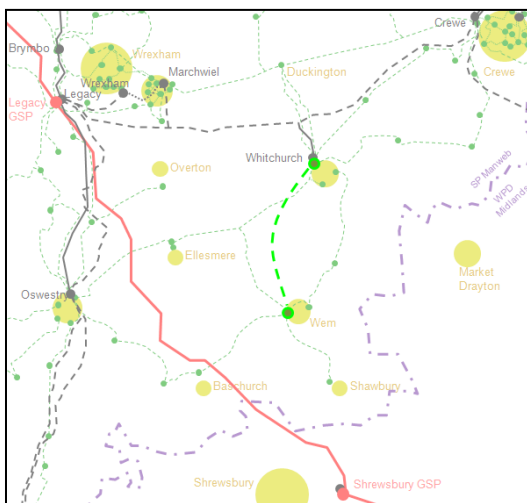 Crewe
Brymbo
Wrexham
Marchwiel
Duckington
Crewe
Wrexham
Legacy
Legacy
GSP
Whitchurch
SP Manweb
WPD
Midlands
Overton
Ellesmere
Market
Drayton
Oswestry
Wem
Baschurch
Shawbury
Shrewsbury
Shrewsbury GSP